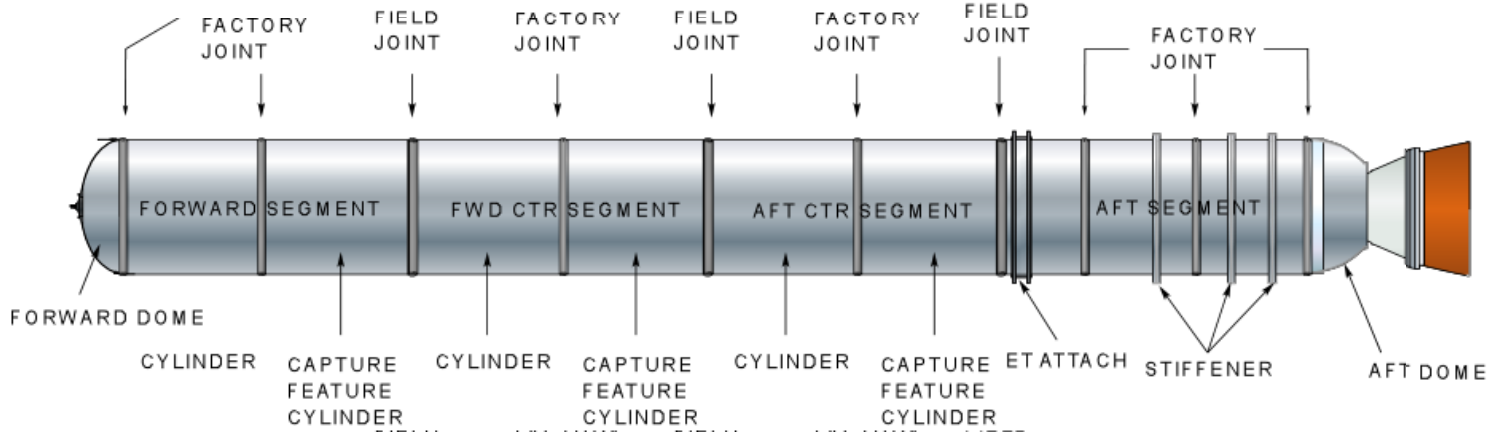 FACTORY
JOINT
FIELD
JOINT
FACTORY
JOINT
FIELD
JOINT
FACTORY
JOINT
FIELD
JOINT
FACTORY
JOINT
FORWARD SEGMENT
FWD CTR SEGMENT
AFT CTR SEGMENT
AFT SEGMENT
FORWARD DOME
CYLINDER
CAPTURE
FEATURE
CYLINDER
CYLINDER
CAPTURE
FEATURE
CYLINDER
CYLINDER
CAPTURE
FEATURE
CYLINDER
ET ATTACH
STIFFENER
AFT DOME